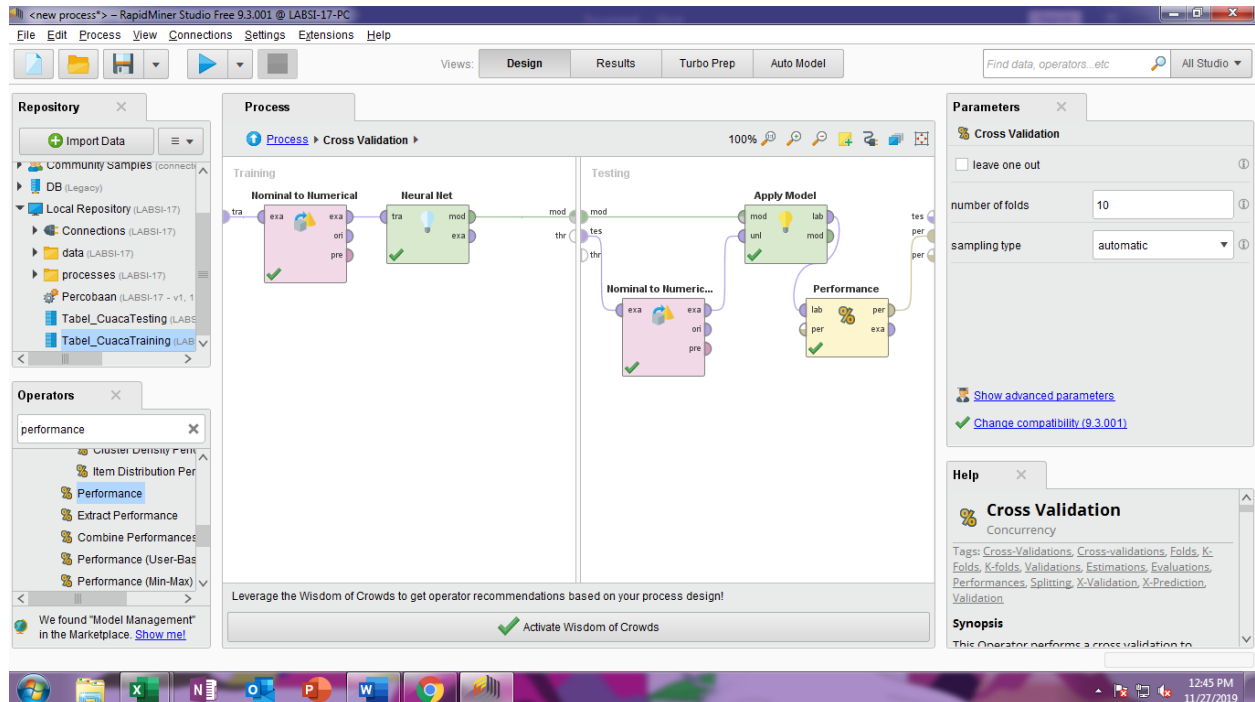 <new process*> – RapidMiner Studio Free 9.3.001 @ LABSI-17-PC
File Edit Process View Connections Settings Extensions Help
Views: Design Results Turbo Prep Auto Model
Find data, operators...etc
All Studio
Repository
Import Data
Community Samples (connecte
DB (Legacy)
Local Repository (LABSI-17)
Connections (LABSI-17)
data (LABSI-17)
processes (LABSI-17)
Percobaan (LABSI-17 - v1, 1
Tabel_CuacaTesting (LABS
Tabel_CuacaTraining (LAB
Operators
performance
Cluster Density Perfo
Item Distribution Per
Performance
Extract Performance
Combine Performances
Performance (User-Bas
Performance (Min-Max)
We found "Model Management"
in the Marketplace. Show me!
Process
Process Cross Validation
100%
Training
Nominal to Numerical
Neural Net
tra
exa exa
ori
pre
tra mod
exa
mod
thr
Testing
mod
tes
thr
Apply Model
mod lab
unl mod
Nominal to Numeric...
exa exa
ori
pre
Performance
lab per
per exa
tes
per
per
Leverage the Wisdom of Crowds to get operator recommendations based on your process design!
Activate Wisdom of Crowds
Parameters
Cross Validation
leave one out
number of folds 10
sampling type automatic
Show advanced parameters
Change compatibility (9.3.001)
Help
Cross Validation
Concurrency
Tags: Cross-Validations, Cross-validations, Folds, K-
Folds, K-folds, Validations, Estimations, Evaluations,
Performances, Splitting, X-Validation, X-Prediction,
Validation
Synopsis
This Operator performs a cross validation to
12:45 PM
11/27/2019